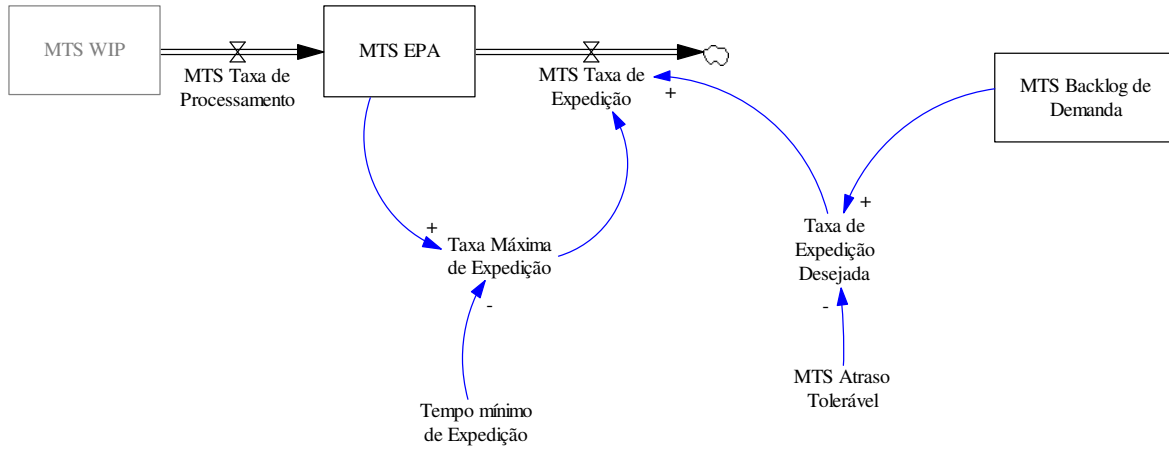 MTS WIP
MTS Taxa de
Processamento
MTS EPA
MTS Taxa de
Expedição
+
MTS Backlog de
Demanda
+
Taxa de
Expedição
Desejada
-
MTS Atraso
Tolerável
+
Taxa Máxima
de Expedição
-
Tempo mínimo
de Expedição